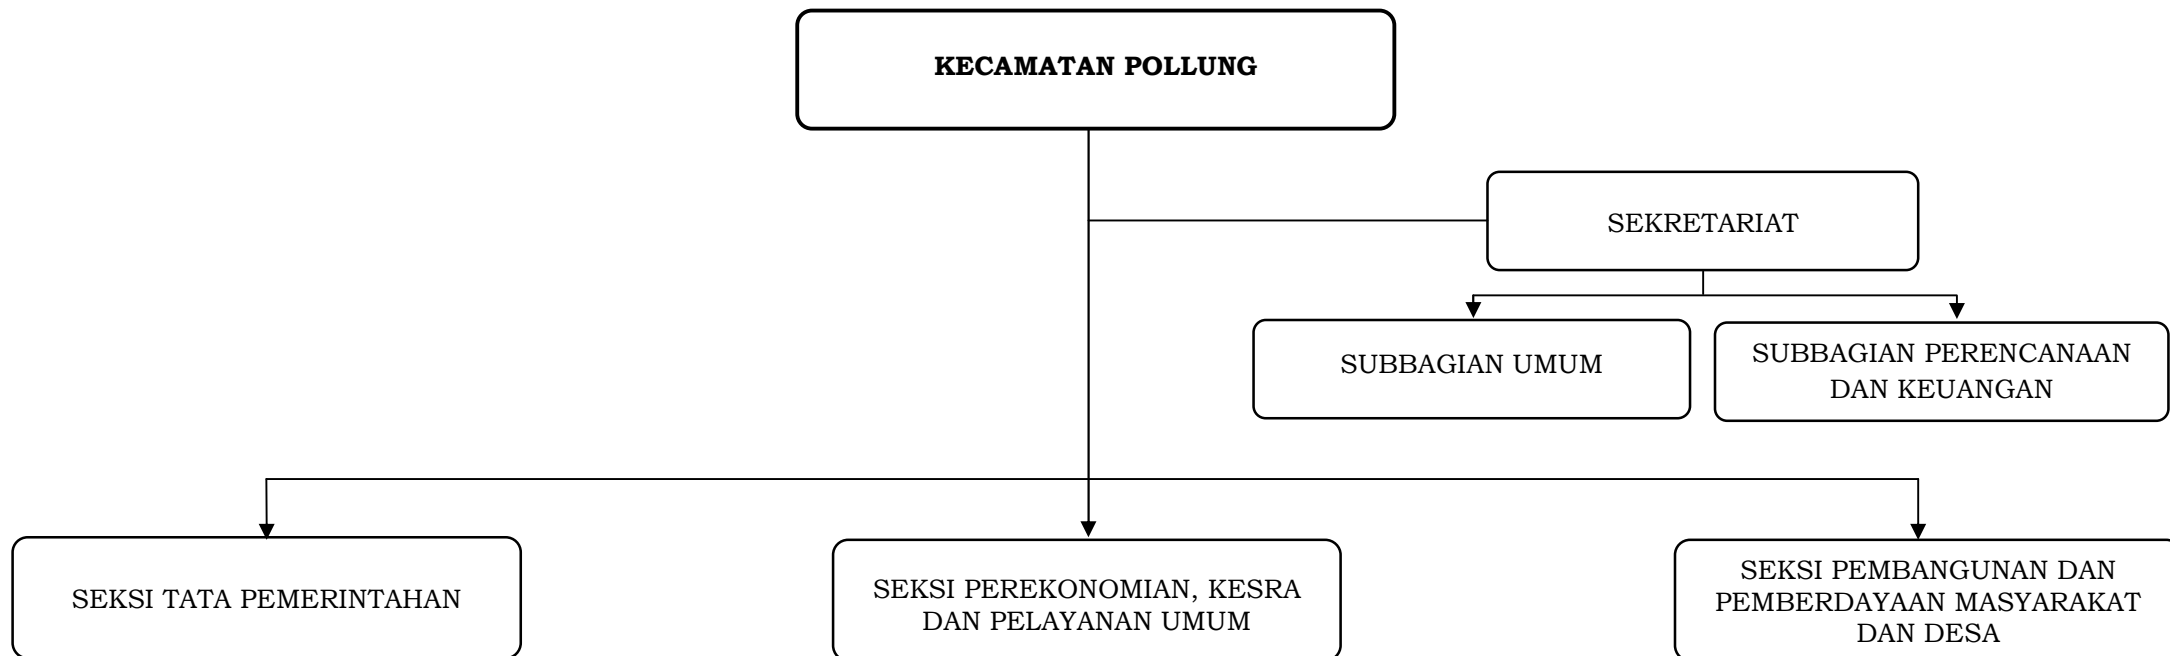 KECAMATAN POLLUNG
SEKRETARIAT
SUBBAGIAN UMUM
SUBBAGIAN PERENCANAAN
DAN KEUANGAN
SEKSI TATA PEMERINTAHAN
SEKSI PEREKONOMIAN, KESRA
DAN PELAYANAN UMUM
SEKSI PEMBANGUNAN DAN
PEMBERDAYAAN MASYARAKAT
DAN DESA